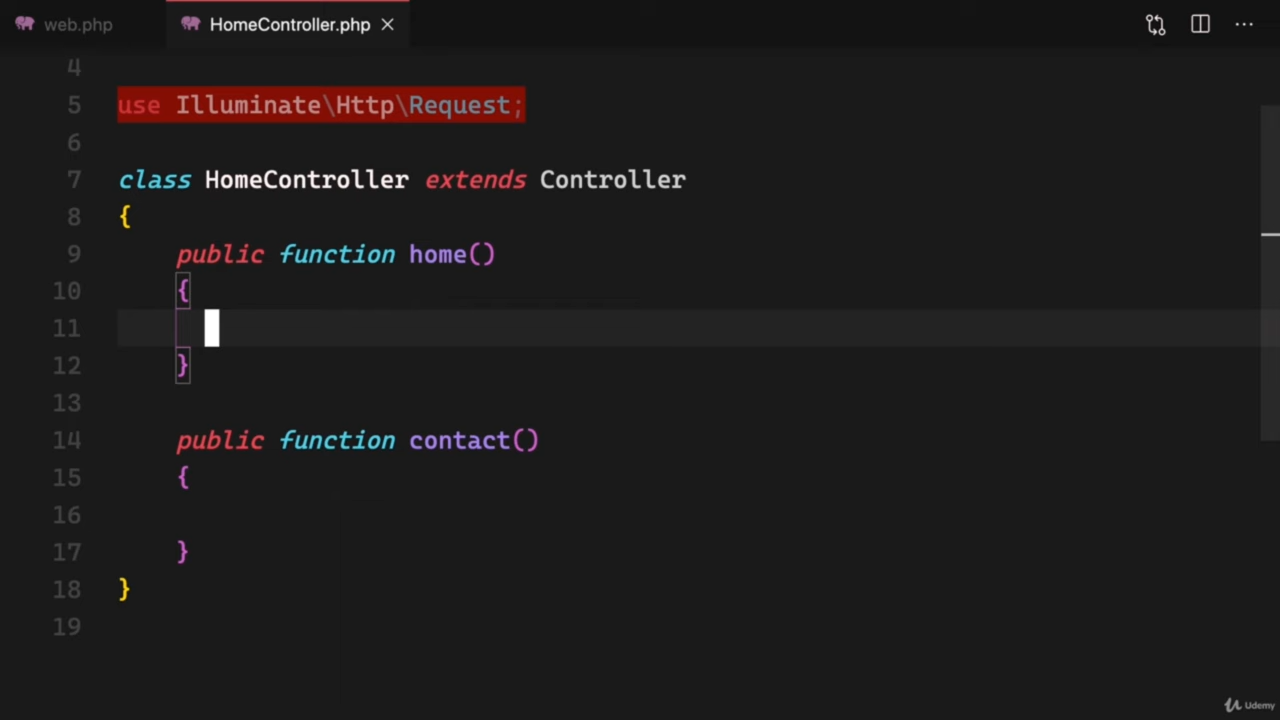 web.php
HomeController.php
4
5 use Illuminate\Http\Request;
6
7 class HomeController extends Controller
8 {
9 public function home()
10 {
11
12 }
13
14 public function contact()
15 {
16
17 }
18 }
19
Udemy